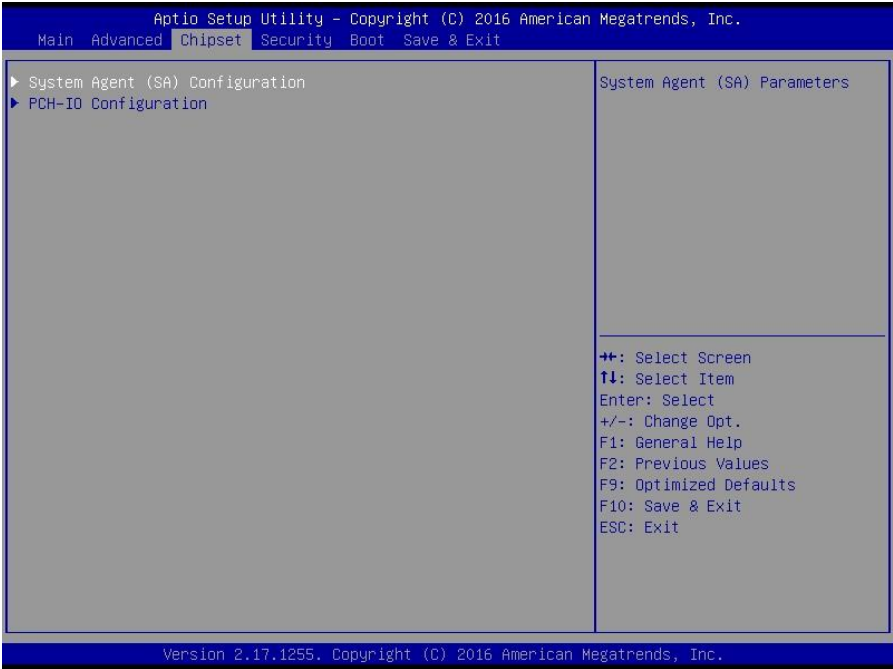 Aptio Setup Utility – Copyright (C) 2016 American Megatrends, Inc.
Main Advanced Chipset Security Boot Save & Exit
System Agent (SA) Configuration
PCH-IO Configuration
System Agent (SA) Parameters
→←: Select Screen
↑↓: Select Item
Enter: Select
+/-: Change Opt.
F1: General Help
F2: Previous Values
F9: Optimized Defaults
F10: Save & Exit
ESC: Exit
Version 2.17.1255. Copyright (C) 2016 American Megatrends, Inc.